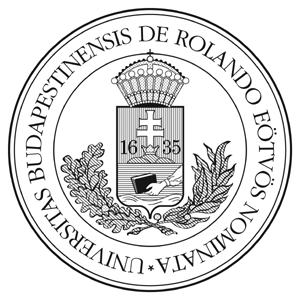 UNIVERSITAS BUDAPESTINENSIS DE ROLANDO EÖTVÖS NOMINATA *
16 35